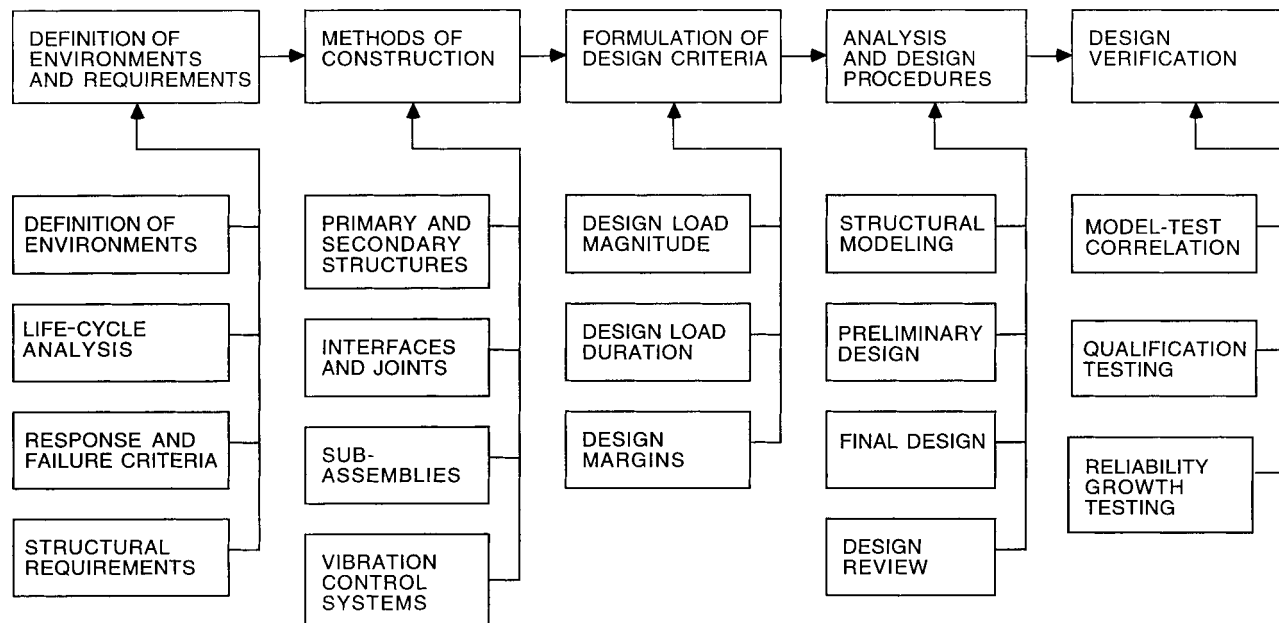 DEFINITION OF
ENVIRONMENTS
AND REQUIREMENTS
METHODS OF
CONSTRUCTION
FORMULATION OF
DESIGN CRITERIA
ANALYSIS
AND DESIGN
PROCEDURES
DESIGN
VERIFICATION
DEFINITION OF
ENVIRONMENTS
LIFE-CYCLE
ANALYSIS
RESPONSE AND
FAILURE CRITERIA
STRUCTURAL
REQUIREMENTS
PRIMARY AND
SECONDARY
STRUCTURES
INTERFACES
AND JOINTS
SUB-
ASSEMBLIES
VIBRATION
CONTROL
SYSTEMS
DESIGN LOAD
MAGNITUDE
DESIGN LOAD
DURATION
DESIGN
MARGINS
STRUCTURAL
MODELING
PRELIMINARY
DESIGN
FINAL DESIGN
DESIGN
REVIEW
MODEL-TEST
CORRELATION
QUALIFICATION
TESTING
RELIABILITY
GROWTH
TESTING